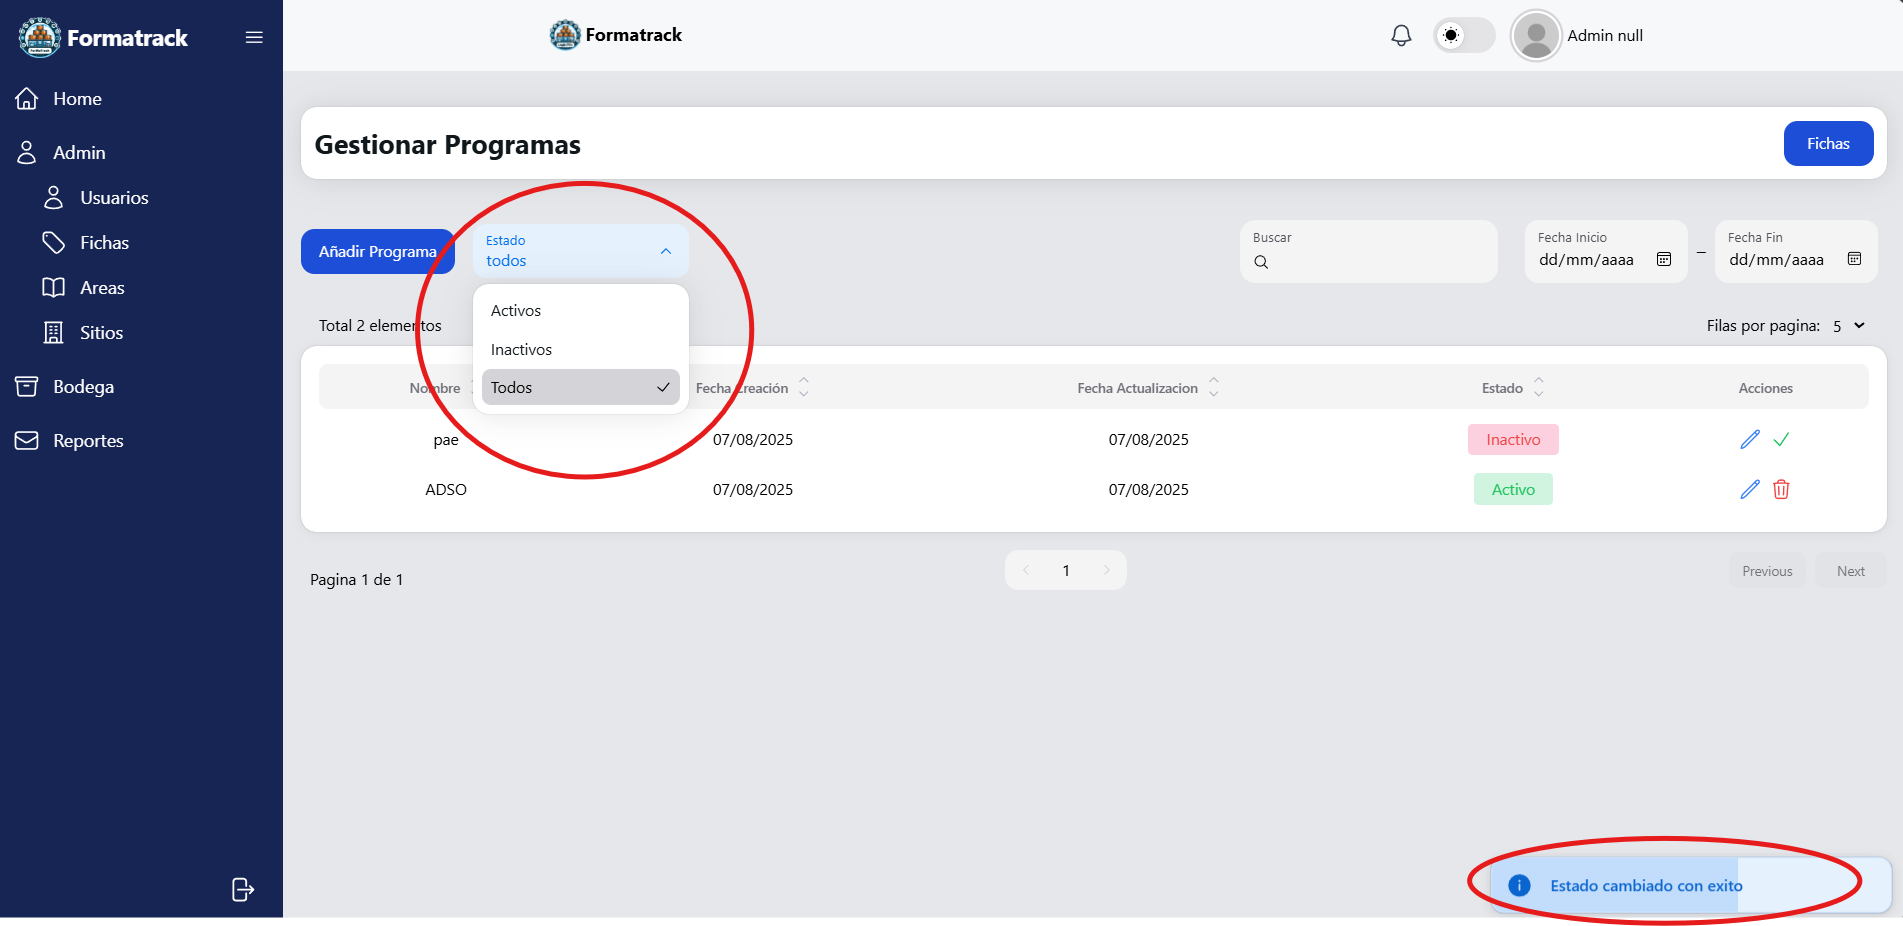 Formatrack
Home
Admin
Usuarios
Fichas
Areas
Sitios
Bodega
Reportes
Formatrack
Admin null
Gestionar Programas
Fichas
Añadir Programa
Estado
todos
Activos
Inactivos
Todos
Buscar
Fecha Inicio
dd/mm/aaaa
–
Fecha Fin
dd/mm/aaaa
Total 2 elementos
Filas por pagina: 5
Nombre Fecha Creación Fecha Actualizacion Estado Acciones
pae 07/08/2025 07/08/2025 Inactivo
ADSO 07/08/2025 07/08/2025 Activo
Pagina 1 de 1
1
Previous Next
Estado cambiado con exito